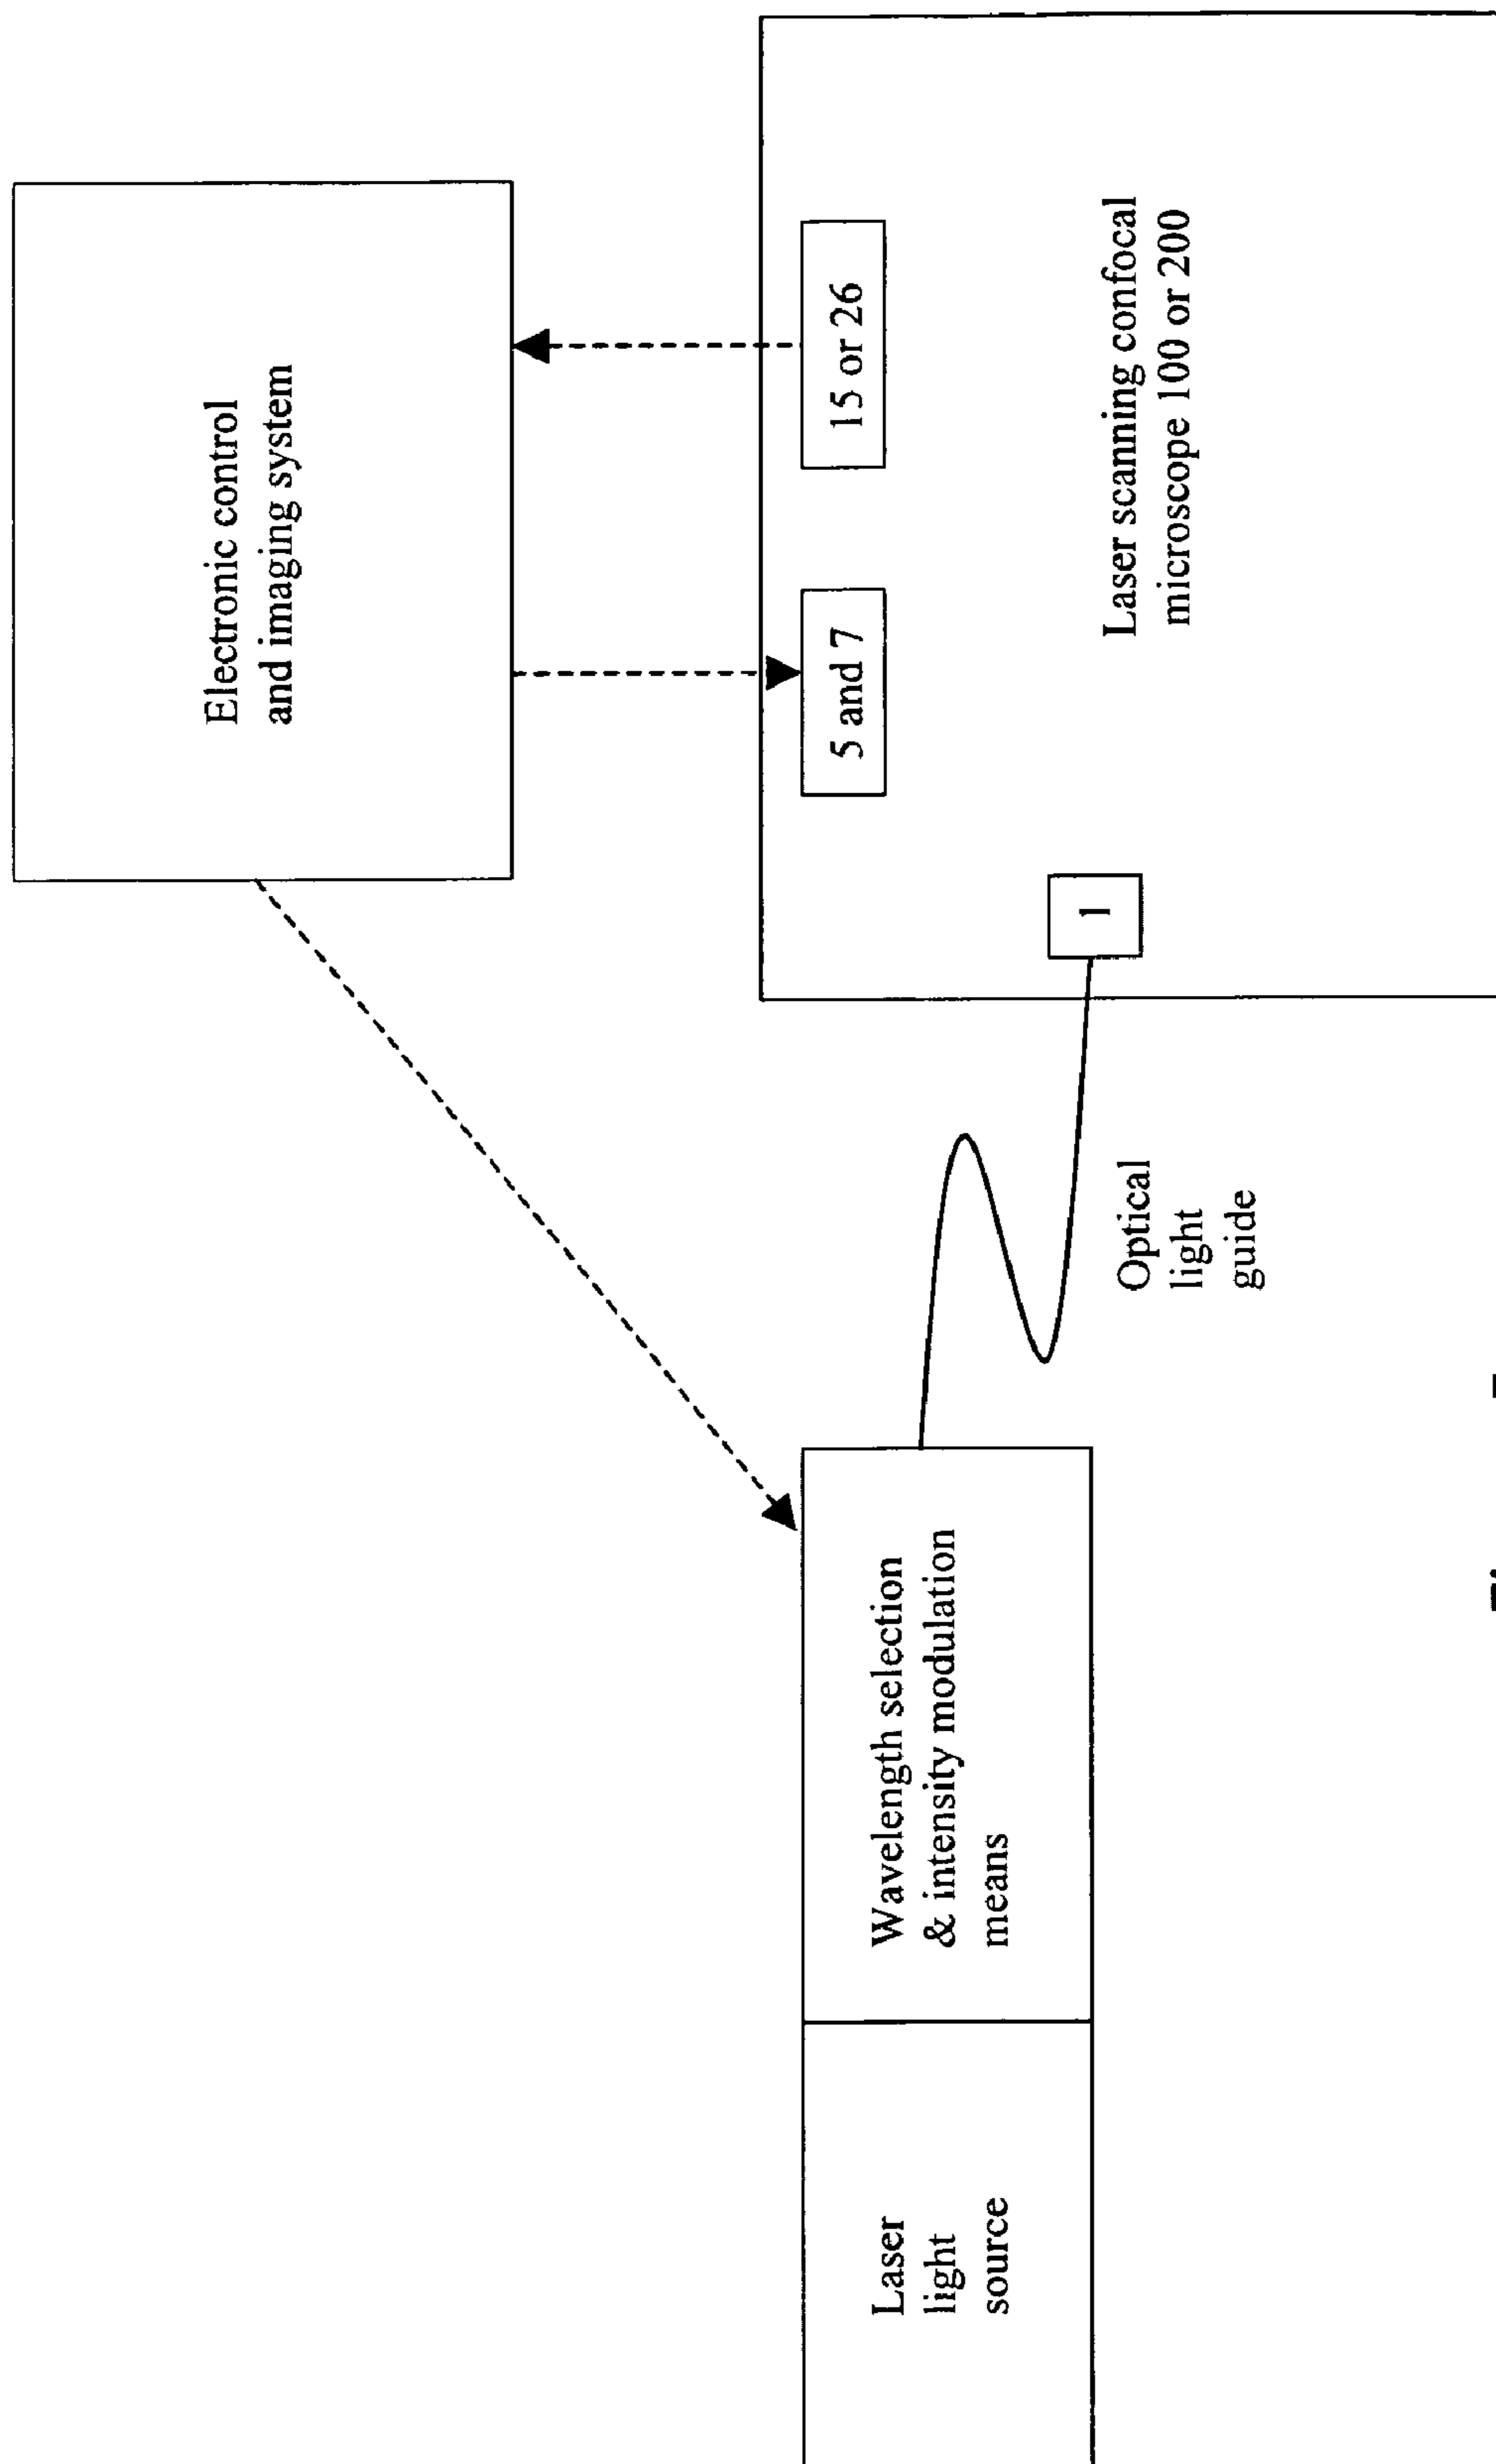 Electronic control
and imaging system
5 and 7
15 or 26
1
Laser scanning confocal
microscope 100 or 200
Optical
light
guide
Wavelength selection
& intensity modulation
means
Laser
light
source